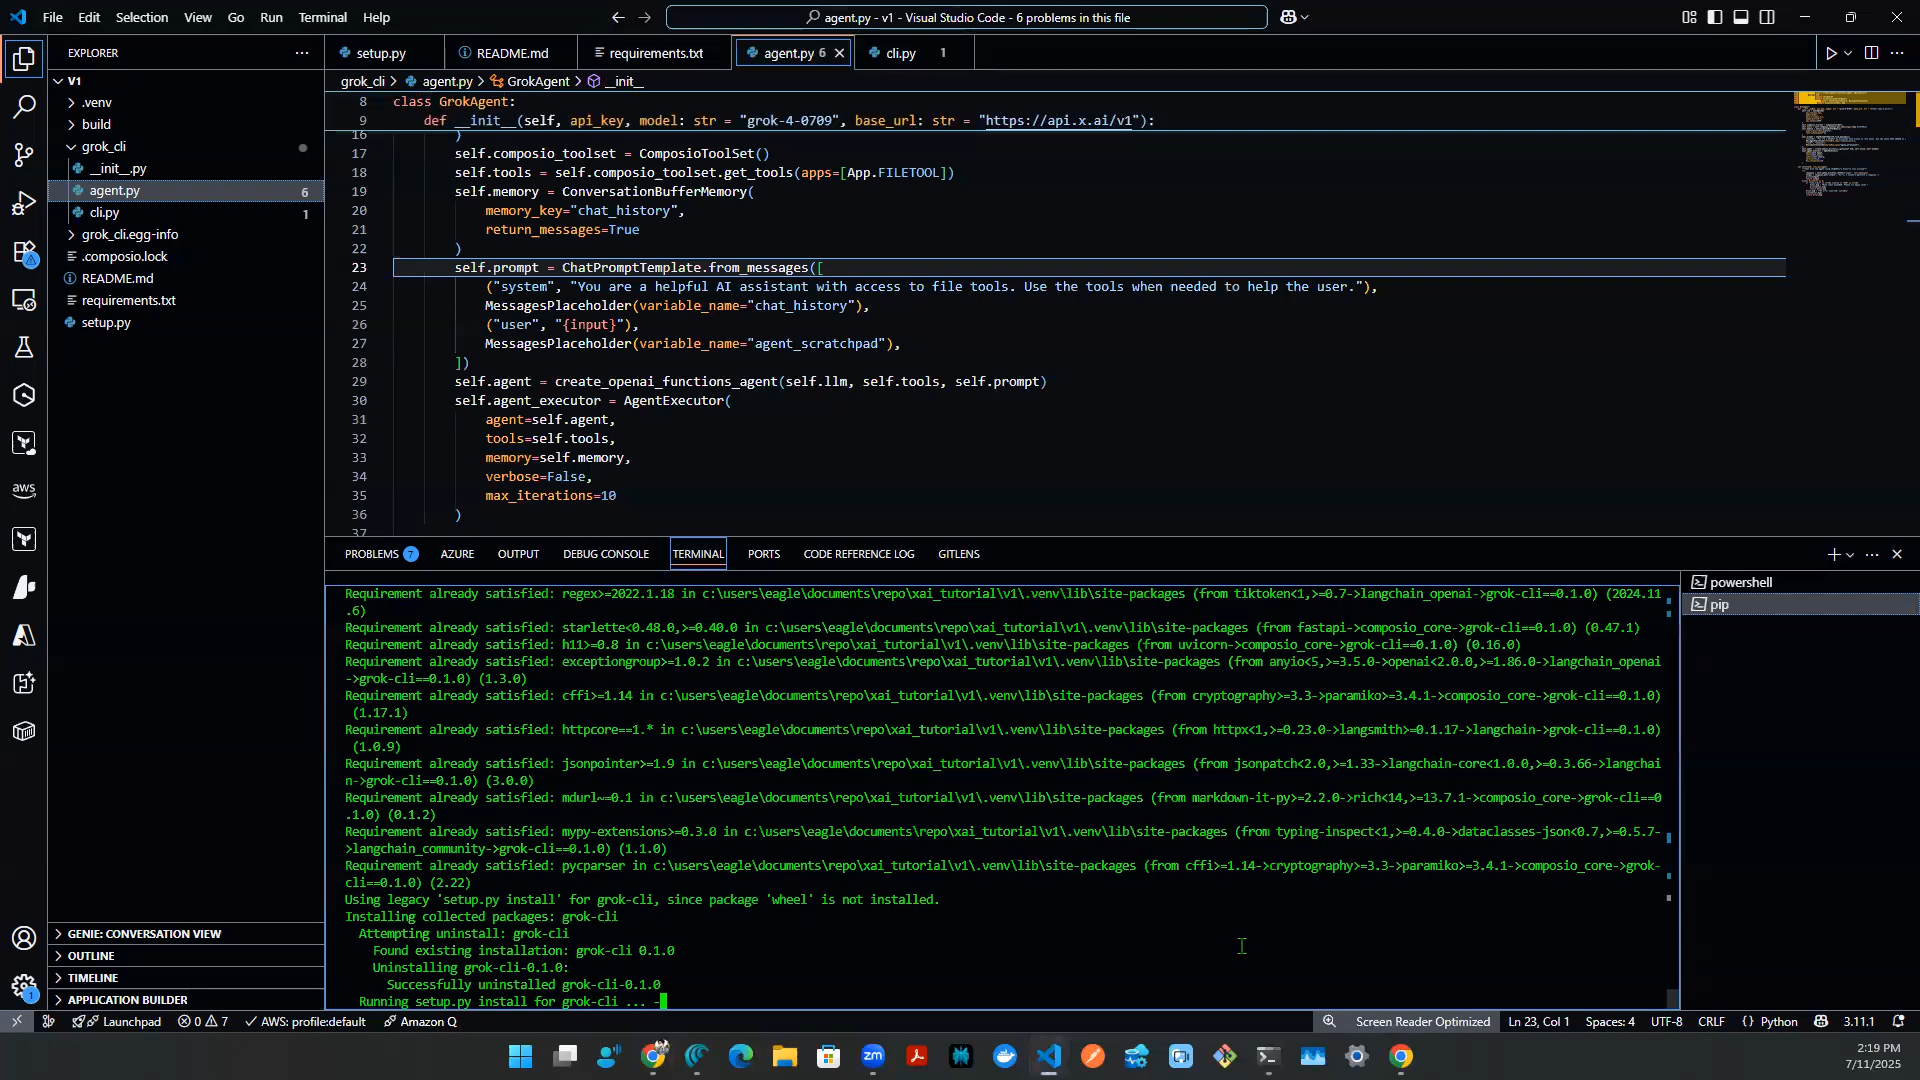 File Edit Selection View Go Run Terminal Help
agent.py - v1 - Visual Studio Code - 6 problems in this file
EXPLORER
V1
.venv
build
grok_cli
__init__.py
agent.py 6
cli.py 1
grok_cli.egg-info
.composio.lock
README.md
requirements.txt
setup.py
GENIE: CONVERSATION VIEW
OUTLINE
TIMELINE
APPLICATION BUILDER
aws
1
setup.py README.md requirements.txt agent.py 6 cli.py 1
grok_cli > agent.py > GrokAgent > __init__
8 class GrokAgent:
9 def __init__(self, api_key, model: str = "grok-4-0709", base_url: str = "https://api.x.ai/v1"):
16 )
17 self.composio_toolset = ComposioToolSet()
18 self.tools = self.composio_toolset.get_tools(apps=[App.FILETOOL])
19 self.memory = ConversationBufferMemory(
20 memory_key="chat_history",
21 return_messages=True
22 )
23 self.prompt = ChatPromptTemplate.from_messages([
24 ("system", "You are a helpful AI assistant with access to file tools. Use the tools when needed to help the user."),
25 MessagesPlaceholder(variable_name="chat_history"),
26 ("user", "{input}"),
27 MessagesPlaceholder(variable_name="agent_scratchpad"),
28 ])
29 self.agent = create_openai_functions_agent(self.llm, self.tools, self.prompt)
30 self.agent_executor = AgentExecutor(
31 agent=self.agent,
32 tools=self.tools,
33 memory=self.memory,
34 verbose=False,
35 max_iterations=10
36 )
37
PROBLEMS 7 AZURE OUTPUT DEBUG CONSOLE TERMINAL PORTS CODE REFERENCE LOG GITLENS
powershell
pip
Requirement already satisfied: regex>=2022.1.18 in c:\users\eagle\documents\repo\xai_tutorial\v1\.venv\lib\site-packages (from tiktoken<1,>=0.7->langchain_openai->grok-cli==0.1.0) (2024.11
.6)
Requirement already satisfied: starlette<0.48.0,>=0.40.0 in c:\users\eagle\documents\repo\xai_tutorial\v1\.venv\lib\site-packages (from fastapi->composio_core->grok-cli==0.1.0) (0.47.1)
Requirement already satisfied: h11>=0.8 in c:\users\eagle\documents\repo\xai_tutorial\v1\.venv\lib\site-packages (from uvicorn->composio_core->grok-cli==0.1.0) (0.16.0)
Requirement already satisfied: exceptiongroup>=1.0.2 in c:\users\eagle\documents\repo\xai_tutorial\v1\.venv\lib\site-packages (from anyio<5,>=3.5.0->openai<2.0.0,>=1.86.0->langchain_openai
->grok-cli==0.1.0) (1.3.0)
Requirement already satisfied: cffi>=1.14 in c:\users\eagle\documents\repo\xai_tutorial\v1\.venv\lib\site-packages (from cryptography>=3.3->paramiko>=3.4.1->composio_core->grok-cli==0.1.0)
(1.17.1)
Requirement already satisfied: httpcore==1.* in c:\users\eagle\documents\repo\xai_tutorial\v1\.venv\lib\site-packages (from httpx<1,>=0.23.0->langsmith>=0.1.17->langchain->grok-cli==0.1.0)
(1.0.9)
Requirement already satisfied: jsonpointer>=1.9 in c:\users\eagle\documents\repo\xai_tutorial\v1\.venv\lib\site-packages (from jsonpatch<2.0,>=1.33->langchain-core<1.0.0,>=0.3.66->langchai
n->grok-cli==0.1.0) (3.0.0)
Requirement already satisfied: mdurl~=0.1 in c:\users\eagle\documents\repo\xai_tutorial\v1\.venv\lib\site-packages (from markdown-it-py>=2.2.0->rich<14,>=13.7.1->composio_core->grok-cli==0
.1.0) (0.1.2)
Requirement already satisfied: mypy-extensions>=0.3.0 in c:\users\eagle\documents\repo\xai_tutorial\v1\.venv\lib\site-packages (from typing-inspect<1,>=0.4.0->dataclasses-json<0.7,>=0.5.7-
>langchain_community->grok-cli==0.1.0) (1.1.0)
Requirement already satisfied: pycparser in c:\users\eagle\documents\repo\xai_tutorial\v1\.venv\lib\site-packages (from cffi>=1.14->cryptography>=3.3->paramiko>=3.4.1->composio_core->grok-
cli==0.1.0) (2.22)
Using legacy 'setup.py install' for grok-cli, since package 'wheel' is not installed.
Installing collected packages: grok-cli
Attempting uninstall: grok-cli
Found existing installation: grok-cli 0.1.0
Uninstalling grok-cli-0.1.0:
Successfully uninstalled grok-cli-0.1.0
Running setup.py install for grok-cli ... -
Launchpad 0 7 AWS: profile:default Amazon Q Screen Reader Optimized Ln 23, Col 1 Spaces: 4 UTF-8 CRLF {} Python 3.11.1
zm
2:19 PM
7/11/2025